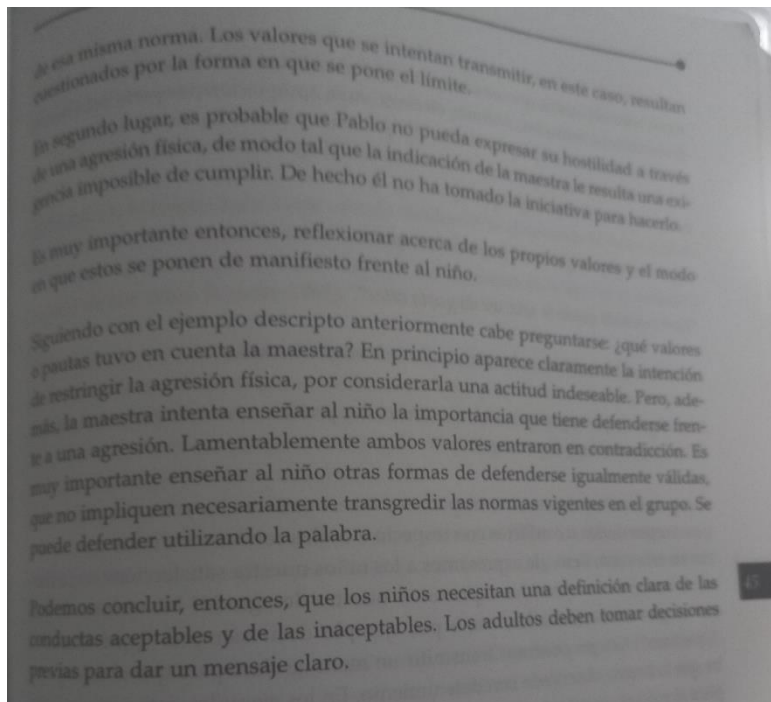 de esa misma norma. Los valores que se intentan transmitir, en este caso, resultan
cuestionados por la forma en que se pone el límite.
En segundo lugar, es probable que Pablo no pueda expresar su hostilidad a través
de una agresión física, de modo tal que la indicación de la maestra le resulta una exi-
gencia imposible de cumplir. De hecho él no ha tomado la iniciativa para hacerlo.
Es muy importante entonces, reflexionar acerca de los propios valores y el modo
en que estos se ponen de manifiesto frente al niño.
Siguiendo con el ejemplo descripto anteriormente cabe preguntarse: ¿qué valores
o pautas tuvo en cuenta la maestra? En principio aparece claramente la intención
de restringir la agresión física, por considerarla una actitud indeseable. Pero, ade-
más, la maestra intenta enseñar al niño la importancia que tiene defenderse fren-
te a una agresión. Lamentablemente ambos valores entraron en contradicción. Es
muy importante enseñar al niño otras formas de defenderse igualmente válidas,
que no impliquen necesariamente transgredir las normas vigentes en el grupo. Se
puede defender utilizando la palabra.
Podemos concluir, entonces, que los niños necesitan una definición clara de las
conductas aceptables y de las inaceptables. Los adultos deben tomar decisiones
previas para dar un mensaje claro.